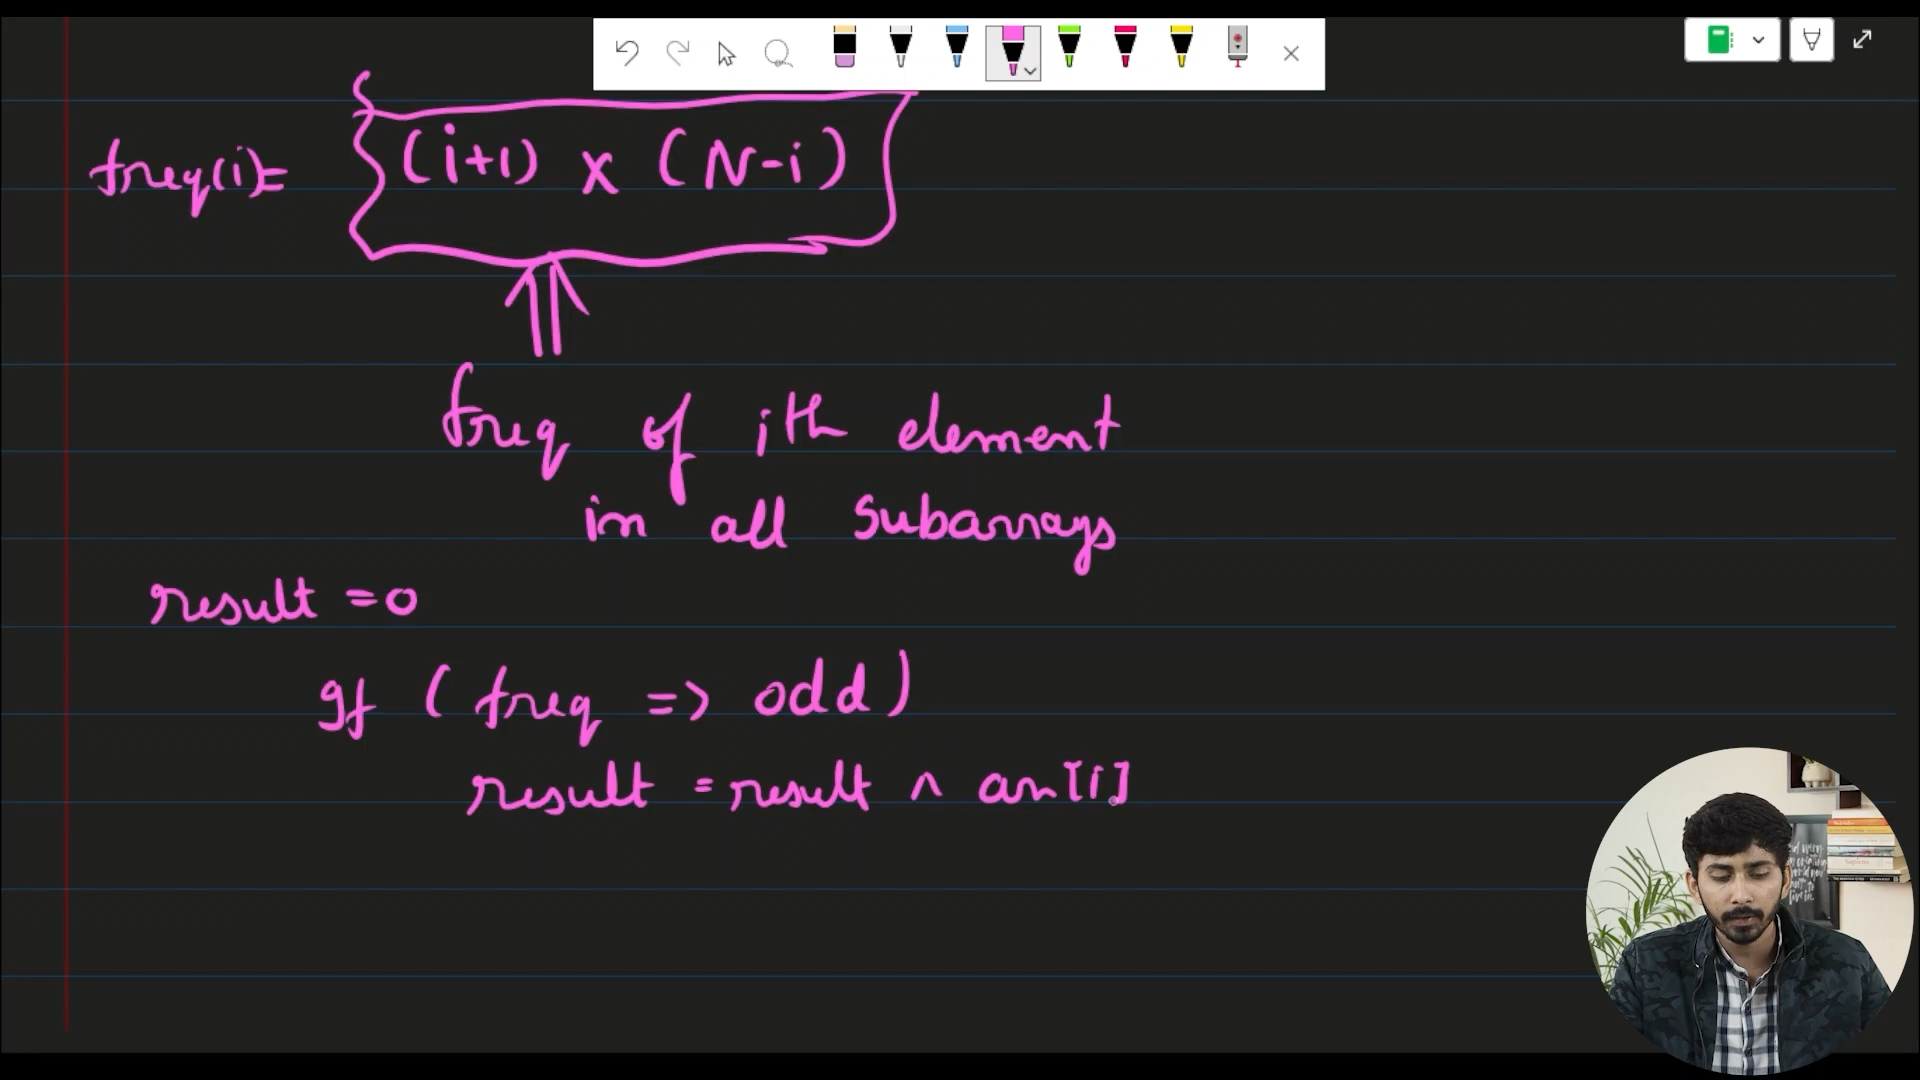 freq(i)= (i+1) x (N-i)
freq of ith element
in all Subarrays
result =0
If ( freq => odd)
result = result ^ arr[i]